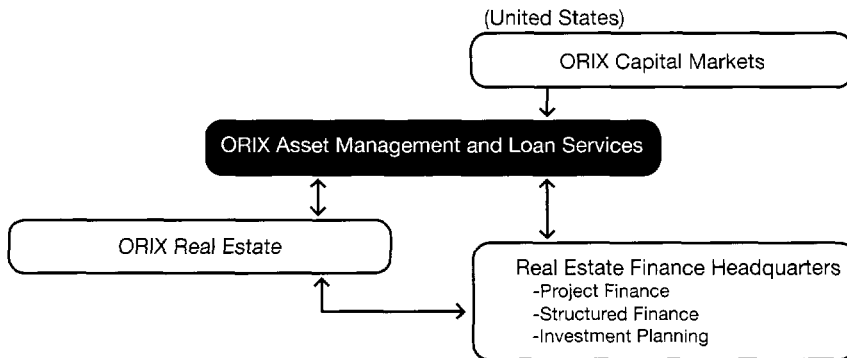 (United States)
ORIX Capital Markets
ORIX Asset Management and Loan Services
ORIX Real Estate
Real Estate Finance Headquarters
-Project Finance
-Structured Finance
-Investment Planning